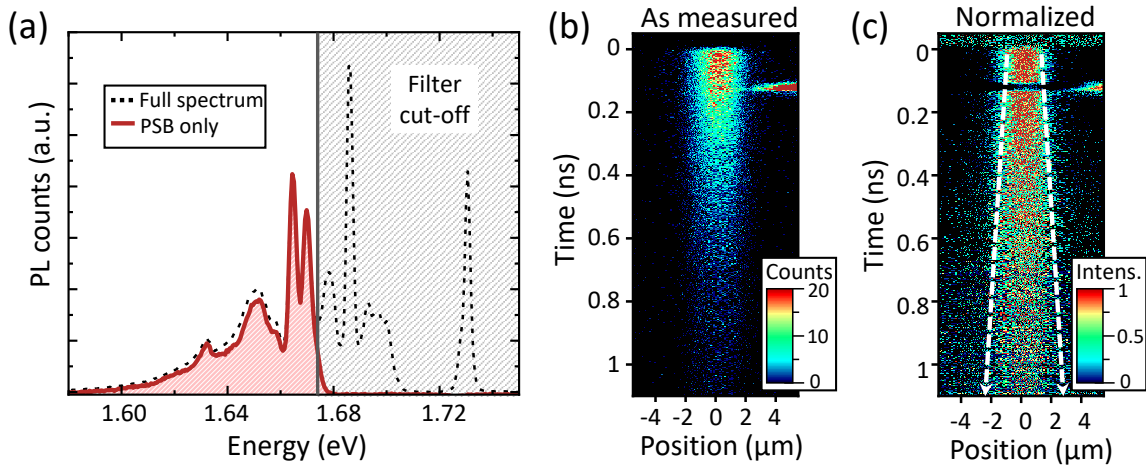 (a)
Full spectrum
PSB only
Filter
cut-off
PL counts (a.u.)
1.60
1.64
1.68
1.72
Energy (eV)
(b)
As measured
0
0.2
0.4
0.6
0.8
1
Time (ns)
Counts
20
10
0
-4
-2
0
2
4
Position (μm)
(c)
Normalized
0
0.2
0.4
0.6
0.8
1
Time (ns)
Intens.
1
0.5
0
-4
-2
0
2
4
Position (μm)